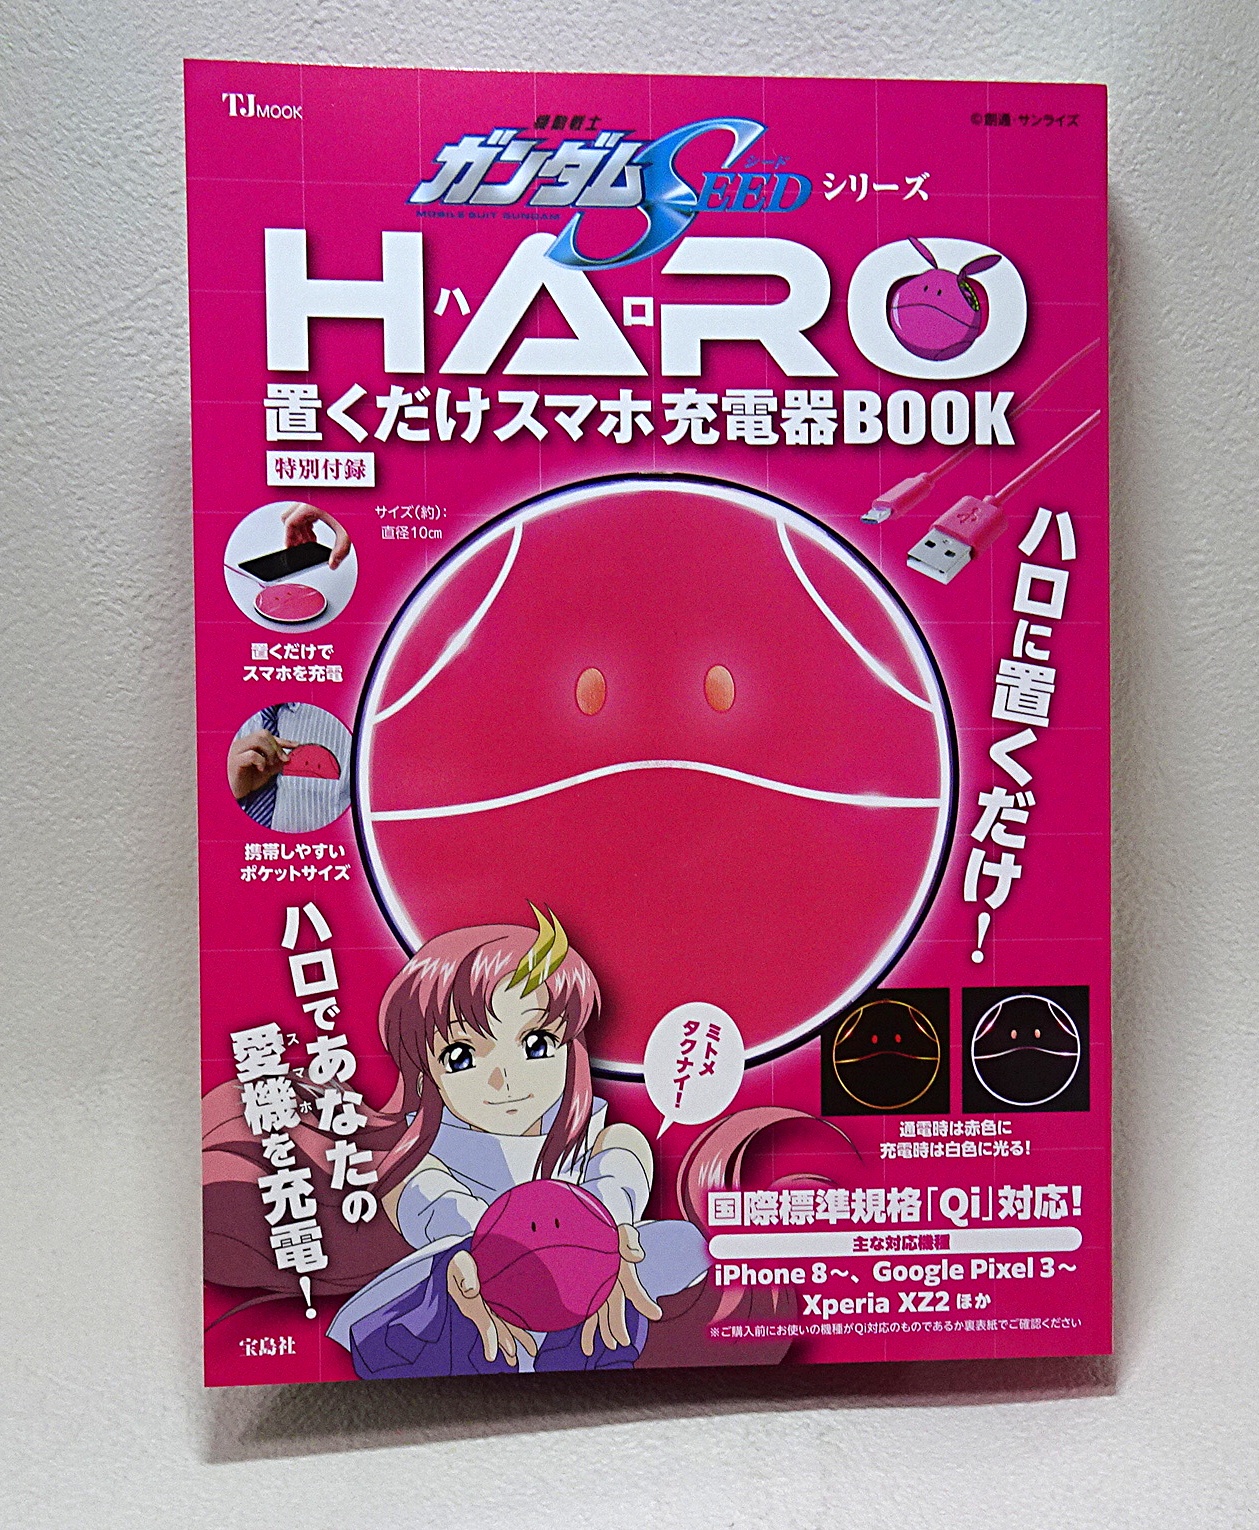 TJMOOK
©創通・サンライズ
機動戦士
ガンダムSEEDシリーズ
シード
MOBILE SUIT GUNDAM
HARO
ハロ
置くだけスマホ充電器BOOK
特別付録
サイズ(約):
直径10cm
置くだけで
スマホを充電
携帯しやすい
ポケットサイズ
ハロに置くだけ!
ハロであなたの
愛機を充電!
スマホ
ミトメ
タクナイ!
通電時は赤色に
充電時は白色に光る!
国際標準規格「Qi」対応!
主な対応機種
iPhone 8〜、Google Pixel 3〜
Xperia XZ2 ほか
※ご購入前にお使いの機種がQi対応のものであるか裏表紙でご確認ください
宝島社